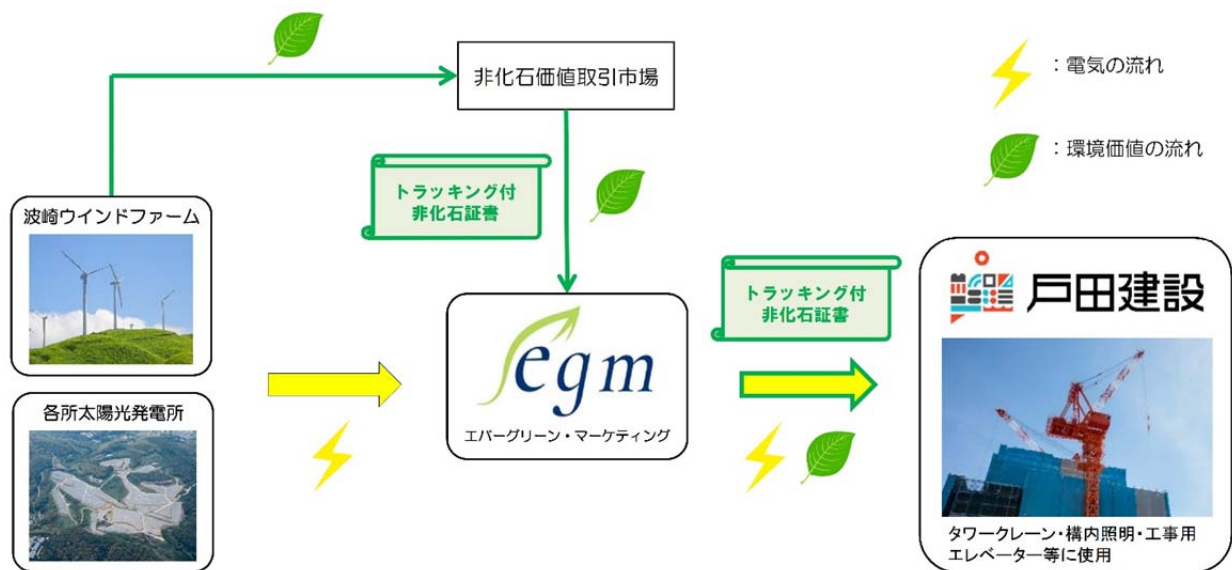 非化石価値取引市場
：電気の流れ
：環境価値の流れ
トラッキング付
非化石証書
波崎ウインドファーム
各所太陽光発電所
egm
エバーグリーン・マーケティング
トラッキング付
非化石証書
戸田建設
タワークレーン・構内照明・工事用
エレベーター等に使用